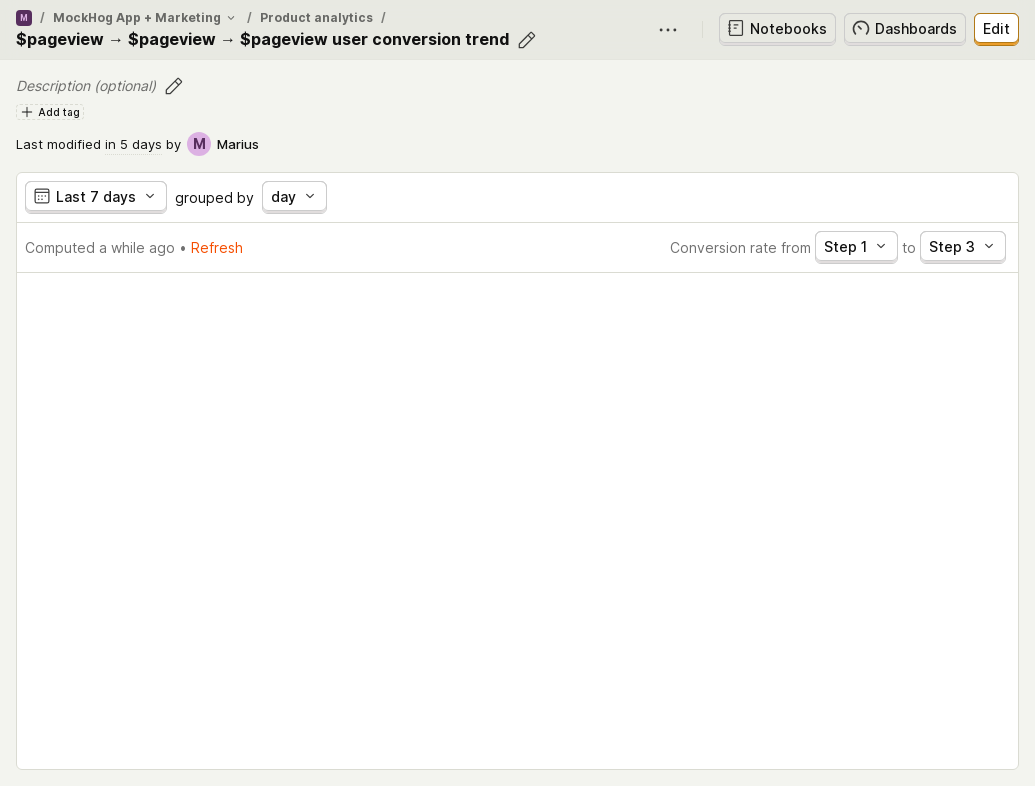 M / MockHog App + Marketing / Product analytics /
$pageview → $pageview → $pageview user conversion trend
Notebooks
Dashboards
Edit
Description (optional)
Add tag
Last modified in 5 days by M Marius
Last 7 days grouped by day
Computed a while ago • Refresh
Conversion rate from Step 1 to Step 3